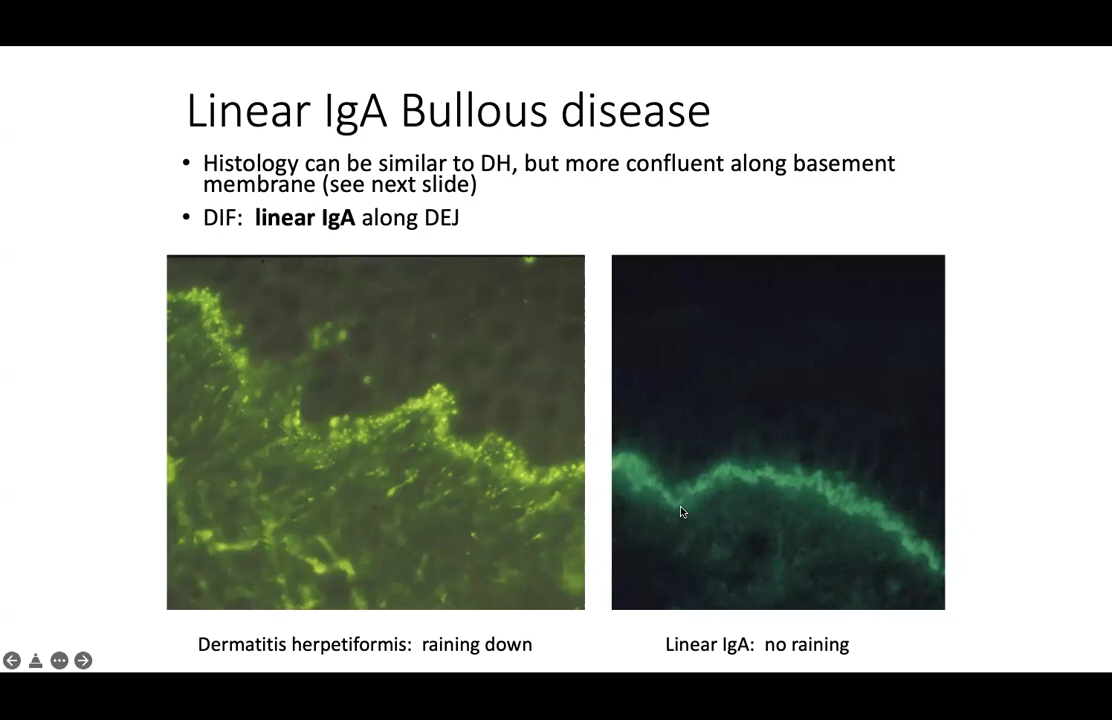 Linear IgA Bullous disease
• Histology can be similar to DH, but more confluent along basement
membrane (see next slide)
• DIF:  linear IgA along DEJ
Dermatitis herpetiformis:  raining down
Linear IgA:  no raining